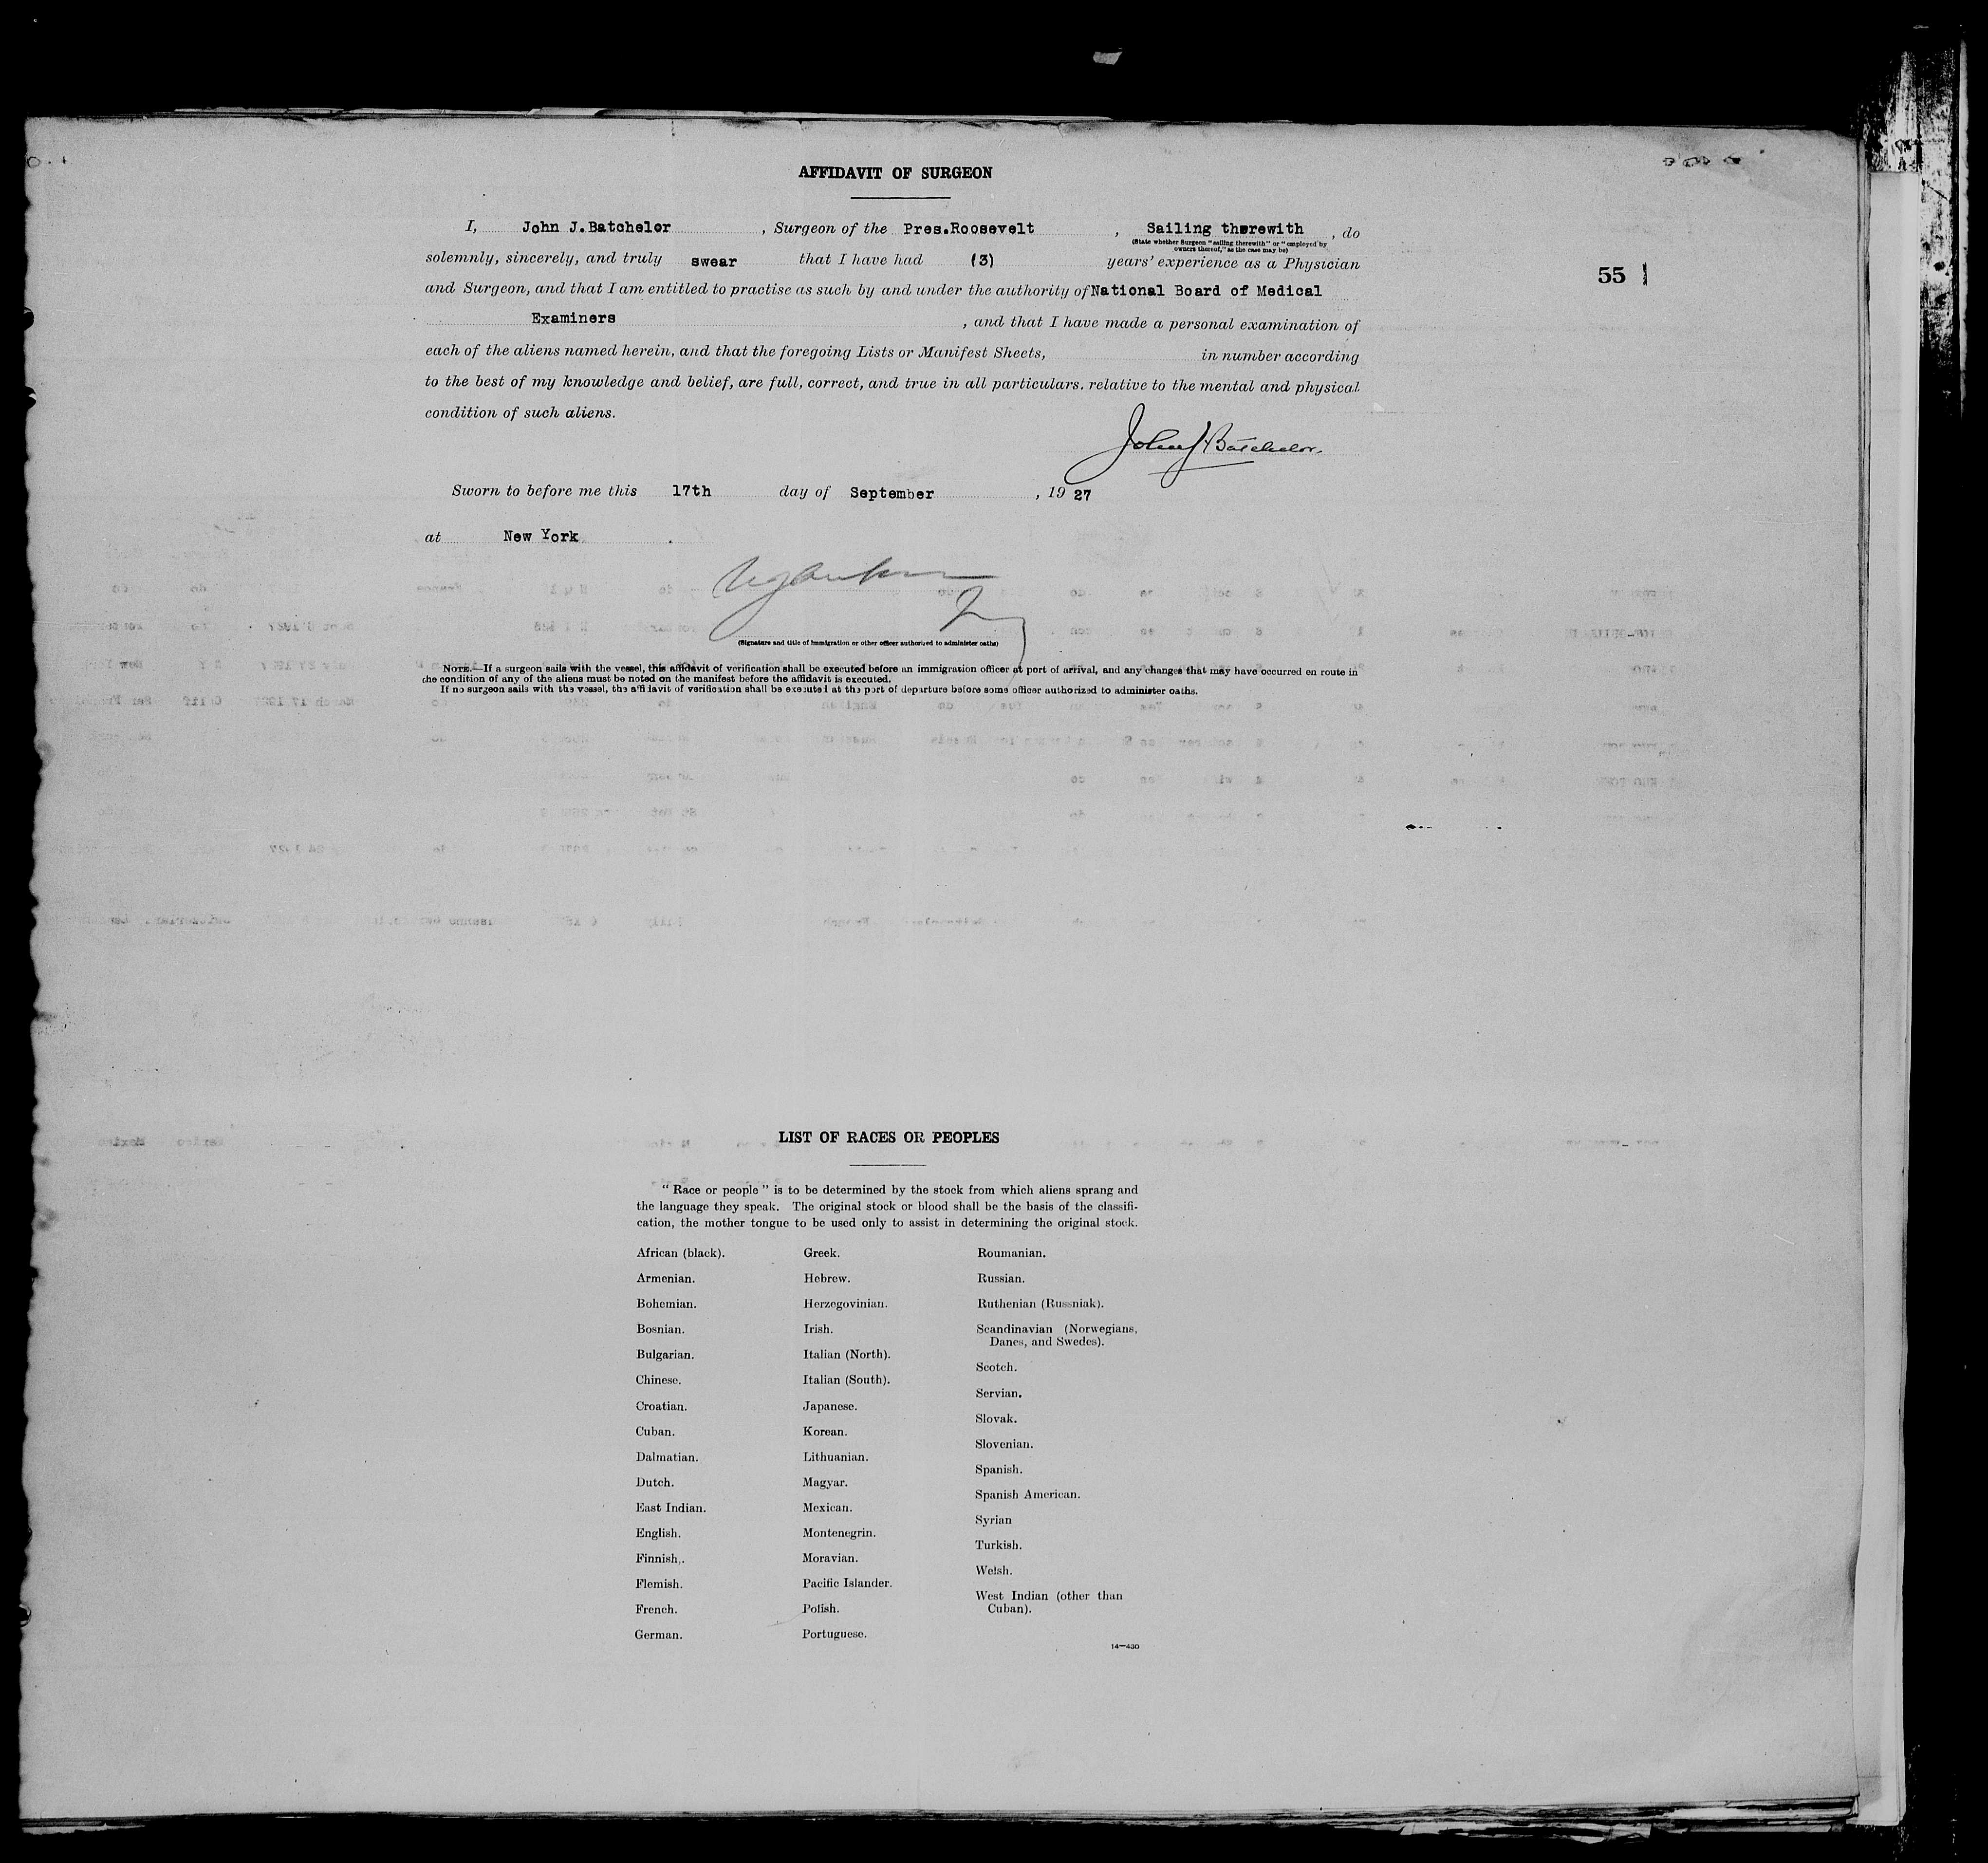 AFFIDAVIT OF SURGEON
I, John J.Batchelor, Surgeon of the Pres.Roosevelt, Sailing therewith, do
(State whether Surgeon "sailing therewith" or "employed by
owners thereof," as the case may be)
solemnly, sincerely, and truly swear that I have had (3) years' experience as a Physician
55
and Surgeon, and that I am entitled to practise as such by and under the authority of National Board of Medical
Examiners, and that I have made a personal examination of
each of the aliens named herein, and that the foregoing Lists or Manifest Sheets, in number according
to the best of my knowledge and belief, are full, correct, and true in all particulars, relative to the mental and physical
condition of such aliens.
John J Batchelor.
Sworn to before me this 17th day of September, 1927
at New York.
(Signature and title of immigration or other officer authorized to administer oaths)
NOTE.—If a surgeon sails with the vessel, this affidavit of verification shall be executed before an immigration officer at port of arrival, and any changes that may have occurred en route in
the condition of any of the aliens must be noted on the manifest before the affidavit is executed.
If no surgeon sails with the vessel, the affidavit of verification shall be executed at the port of departure before some officer authorized to administer oaths.
LIST OF RACES OR PEOPLES
"Race or people" is to be determined by the stock from which aliens sprang and
the language they speak. The original stock or blood shall be the basis of the classifi-
cation, the mother tongue to be used only to assist in determining the original stock.
African (black).
Armenian.
Bohemian.
Bosnian.
Bulgarian.
Chinese.
Croatian.
Cuban.
Dalmatian.
Dutch.
East Indian.
English.
Finnish.
Flemish.
French.
German.
Greek.
Hebrew.
Herzegovinian.
Irish.
Italian (North).
Italian (South).
Japanese.
Korean.
Lithuanian.
Magyar.
Mexican.
Montenegrin.
Moravian.
Pacific Islander.
Polish.
Portuguese.
Roumanian.
Russian.
Ruthenian (Russniak).
Scandinavian (Norwegians,
Danes, and Swedes).
Scotch.
Servian.
Slovak.
Slovenian.
Spanish.
Spanish American.
Syrian
Turkish.
Welsh.
West Indian (other than
Cuban).
14—430